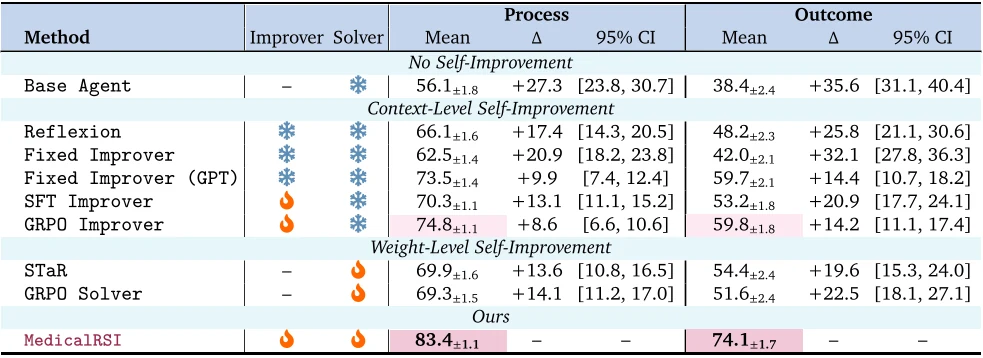 Process Outcome
Method Improver Solver Mean Δ 95% CI Mean Δ 95% CI
No Self-Improvement
Base Agent – 56.1±1.8 +27.3 [23.8, 30.7] 38.4±2.4 +35.6 [31.1, 40.4]
Context-Level Self-Improvement
Reflexion 66.1±1.6 +17.4 [14.3, 20.5] 48.2±2.3 +25.8 [21.1, 30.6]
Fixed Improver 62.5±1.4 +20.9 [18.2, 23.8] 42.0±2.1 +32.1 [27.8, 36.3]
Fixed Improver (GPT) 73.5±1.4 +9.9 [7.4, 12.4] 59.7±2.1 +14.4 [10.7, 18.2]
SFT Improver 70.3±1.1 +13.1 [11.1, 15.2] 53.2±1.8 +20.9 [17.7, 24.1]
GRPO Improver 74.8±1.1 +8.6 [6.6, 10.6] 59.8±1.8 +14.2 [11.1, 17.4]
Weight-Level Self-Improvement
STaR – 69.9±1.6 +13.6 [10.8, 16.5] 54.4±2.4 +19.6 [15.3, 24.0]
GRPO Solver – 69.3±1.5 +14.1 [11.2, 17.0] 51.6±2.4 +22.5 [18.1, 27.1]
Ours
MedicalRSI 83.4±1.1 – – 74.1±1.7 – –